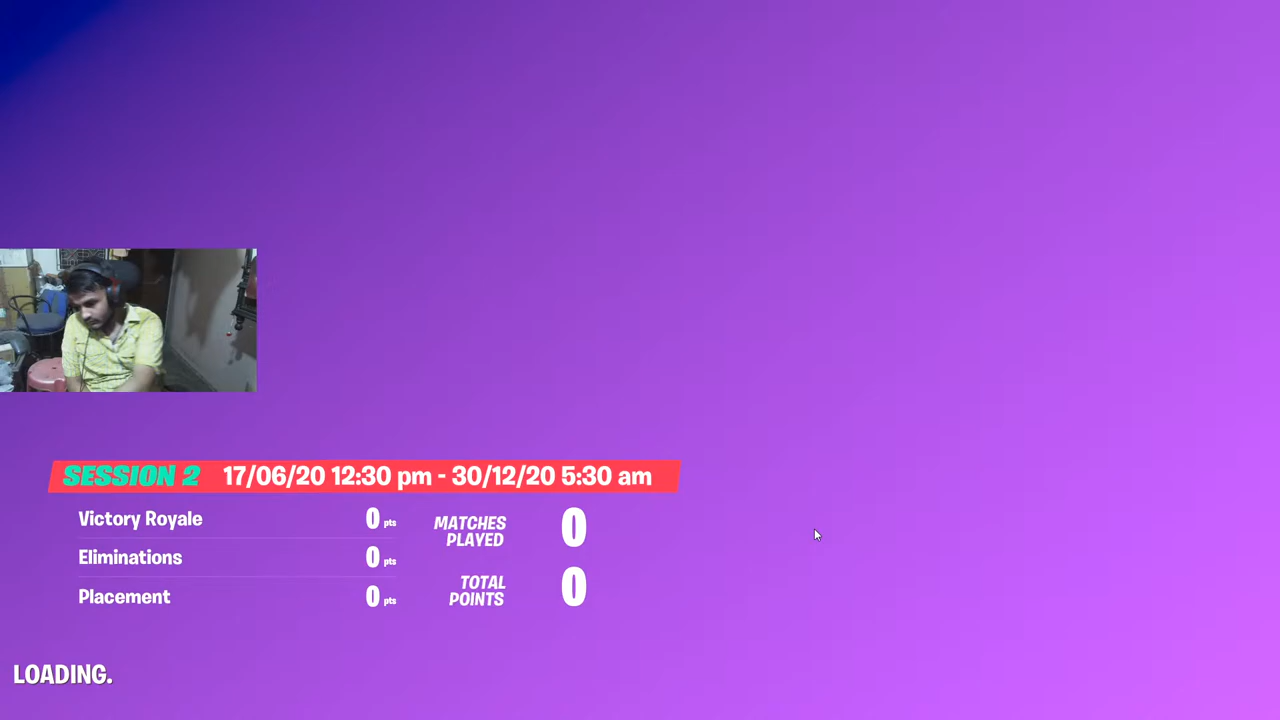 SESSION 2 17/06/20 12:30 pm - 30/12/20 5:30 am
Victory Royale 0 pts
Eliminations 0 pts
Placement 0 pts
MATCHES
PLAYED 0
TOTAL
POINTS 0
LOADING.